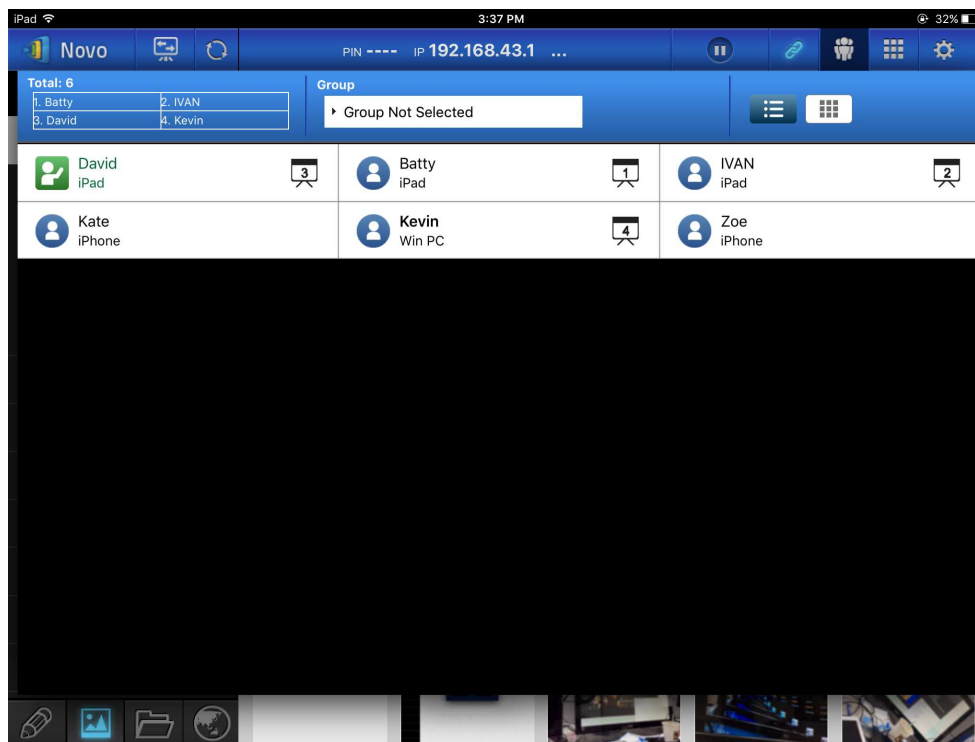 iPad 3:37 PM 32%
Novo PIN ---- IP 192.168.43.1 ...
Total: 6
1. Batty 2. IVAN
3. David 4. Kevin
Group
Group Not Selected
David
iPad
3
Batty
iPad
1
IVAN
iPad
2
Kate
iPhone
Kevin
Win PC
4
Zoe
iPhone